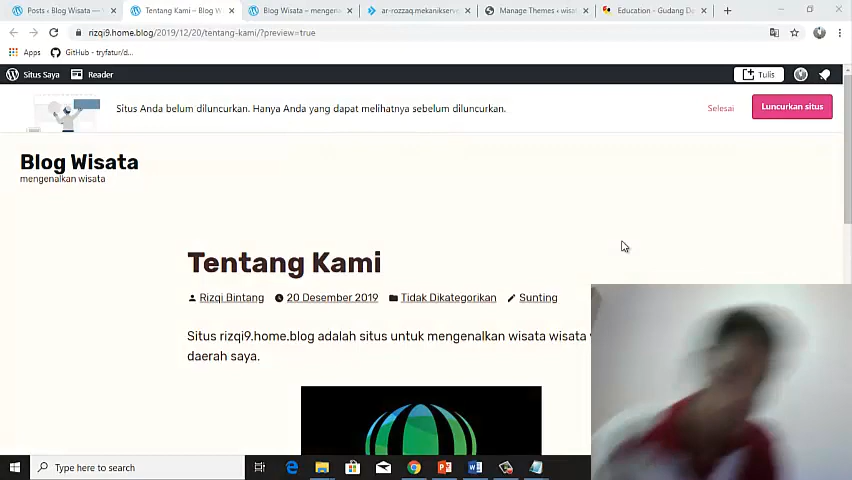 Posts ‹ Blog Wisata —
Tentang Kami – Blog W
Blog Wisata – mengena
ar-rozzaq.mekanikserve
Manage Themes ‹ wisat
Education - Gudang Do
rizqi9.home.blog/2019/12/20/tentang-kami/?preview=true
Apps
GitHub - tryfatur/d...
Situs Saya
Reader
Tulis
Situs Anda belum diluncurkan. Hanya Anda yang dapat melihatnya sebelum diluncurkan.
Selesai
Luncurkan situs
Blog Wisata
mengenalkan wisata
Tentang Kami
Rizqi Bintang
20 Desember 2019
Tidak Dikategorikan
Sunting
Situs rizqi9.home.blog adalah situs untuk mengenalkan wisata wisata
daerah saya.
Type here to search